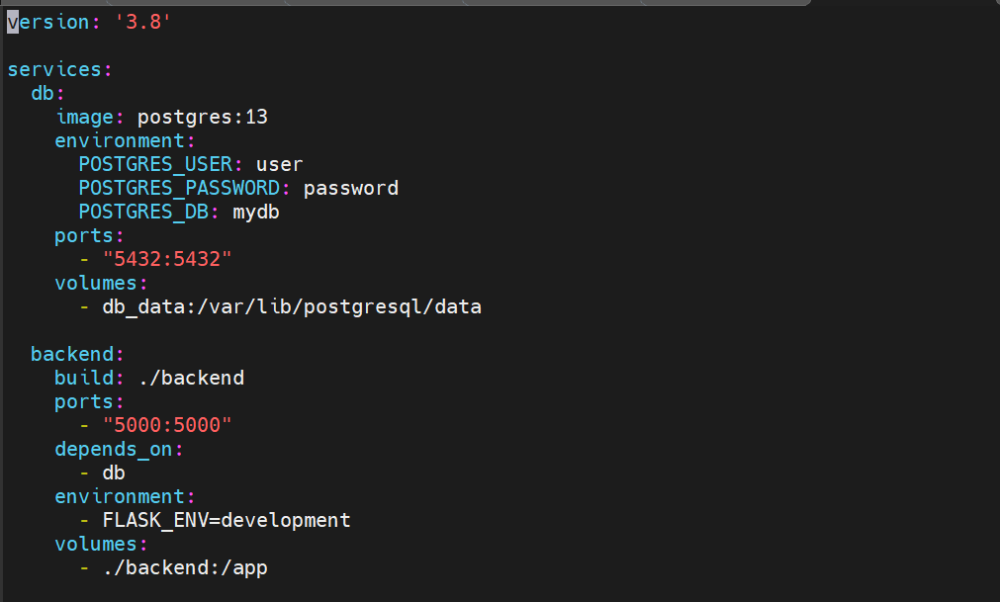 version: '3.8'

services:
  db:
    image: postgres:13
    environment:
      POSTGRES_USER: user
      POSTGRES_PASSWORD: password
      POSTGRES_DB: mydb
    ports:
      - "5432:5432"
    volumes:
      - db_data:/var/lib/postgresql/data

  backend:
    build: ./backend
    ports:
      - "5000:5000"
    depends_on:
      - db
    environment:
      - FLASK_ENV=development
    volumes:
      - ./backend:/app